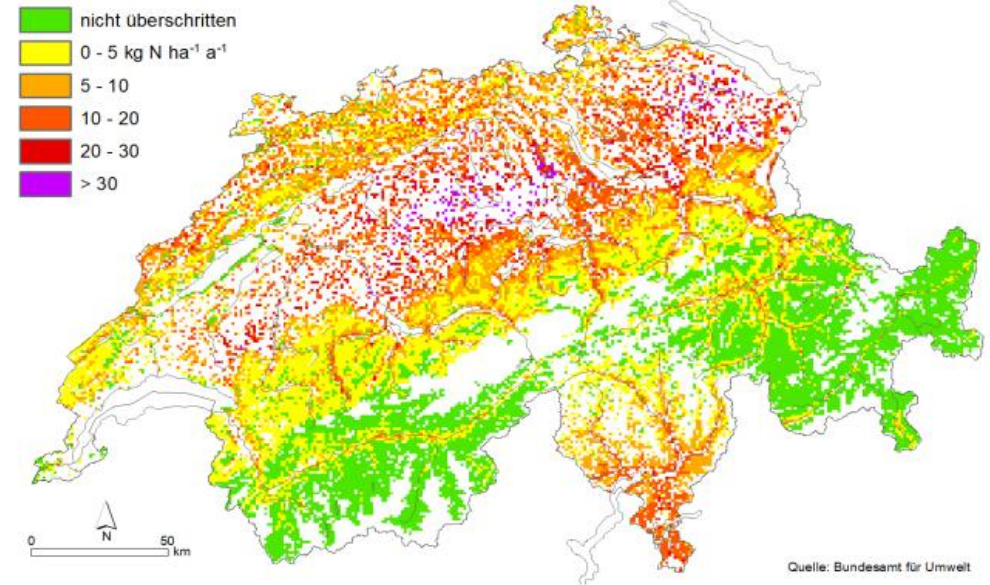 nicht überschritten
0 - 5 kg N ha⁻¹ a⁻¹
5 - 10
10 - 20
20 - 30
> 30
N
0 50
km
Quelle: Bundesamt für Umwelt